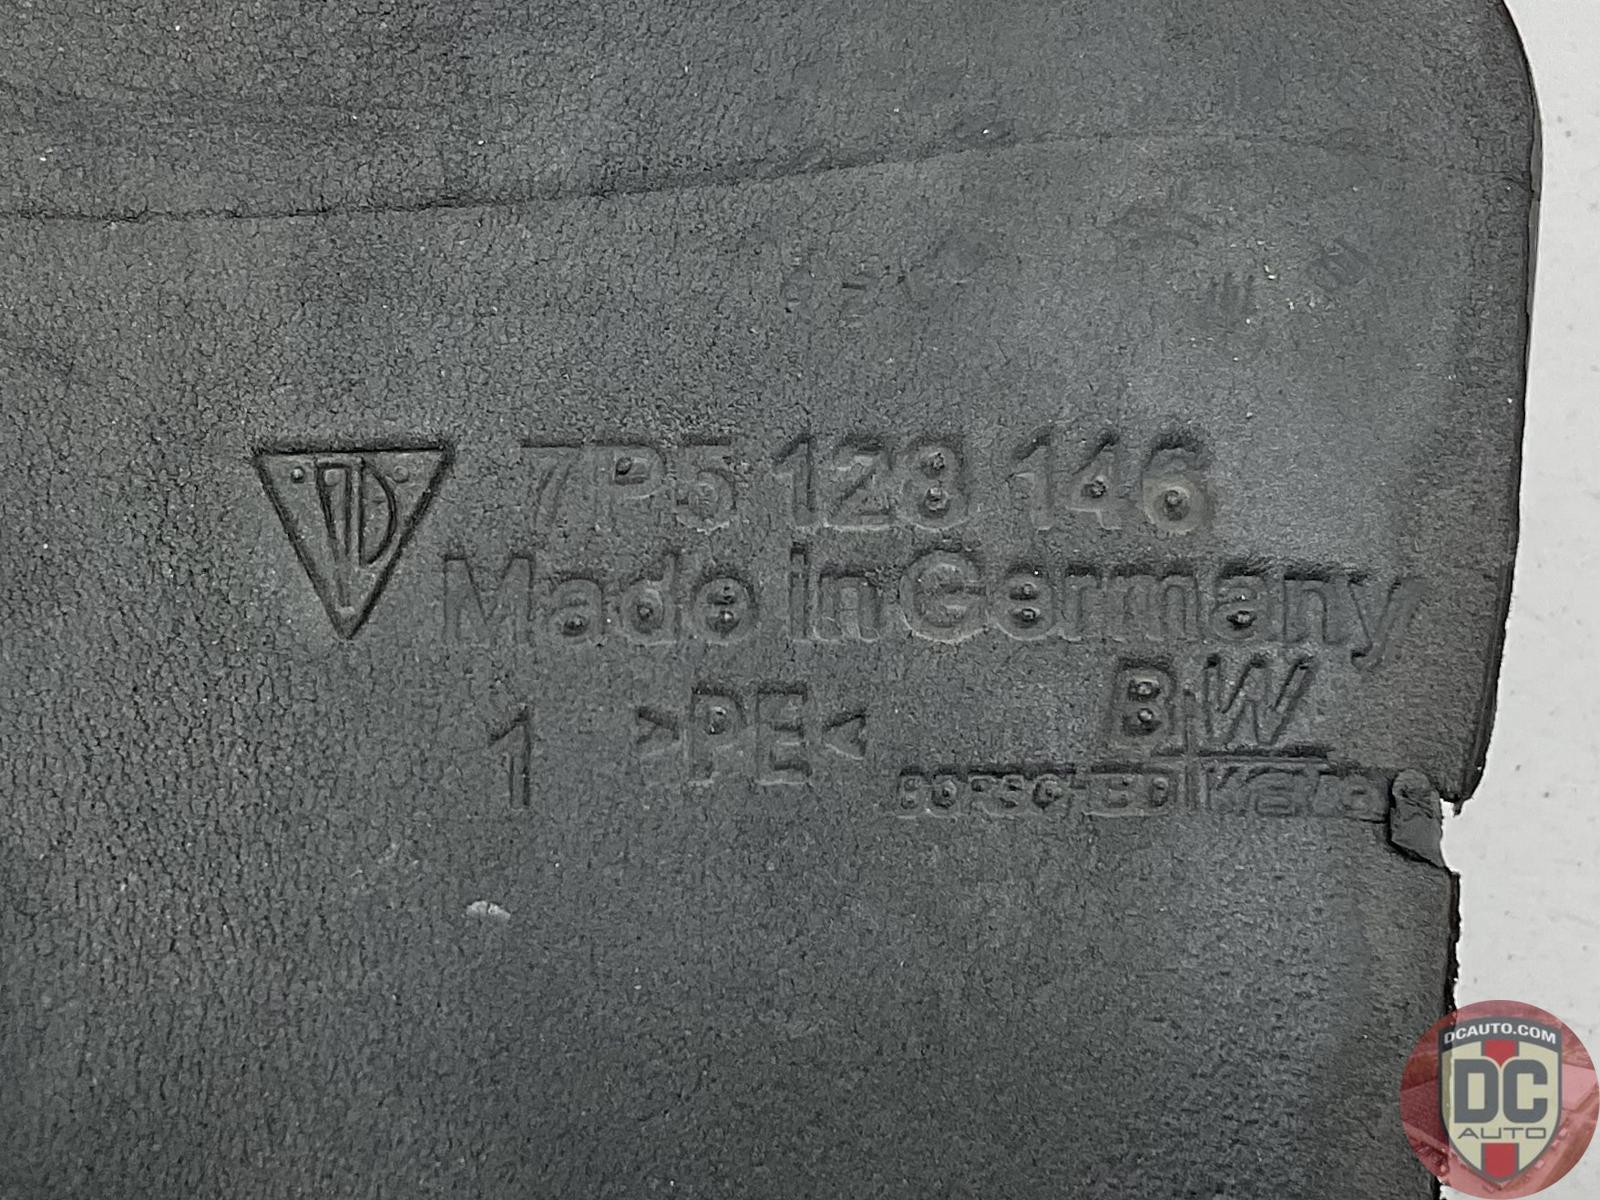 7P5 128 146
Made in Germany
1 >PE< BW
DCAUTO.COM
DC
AUTO